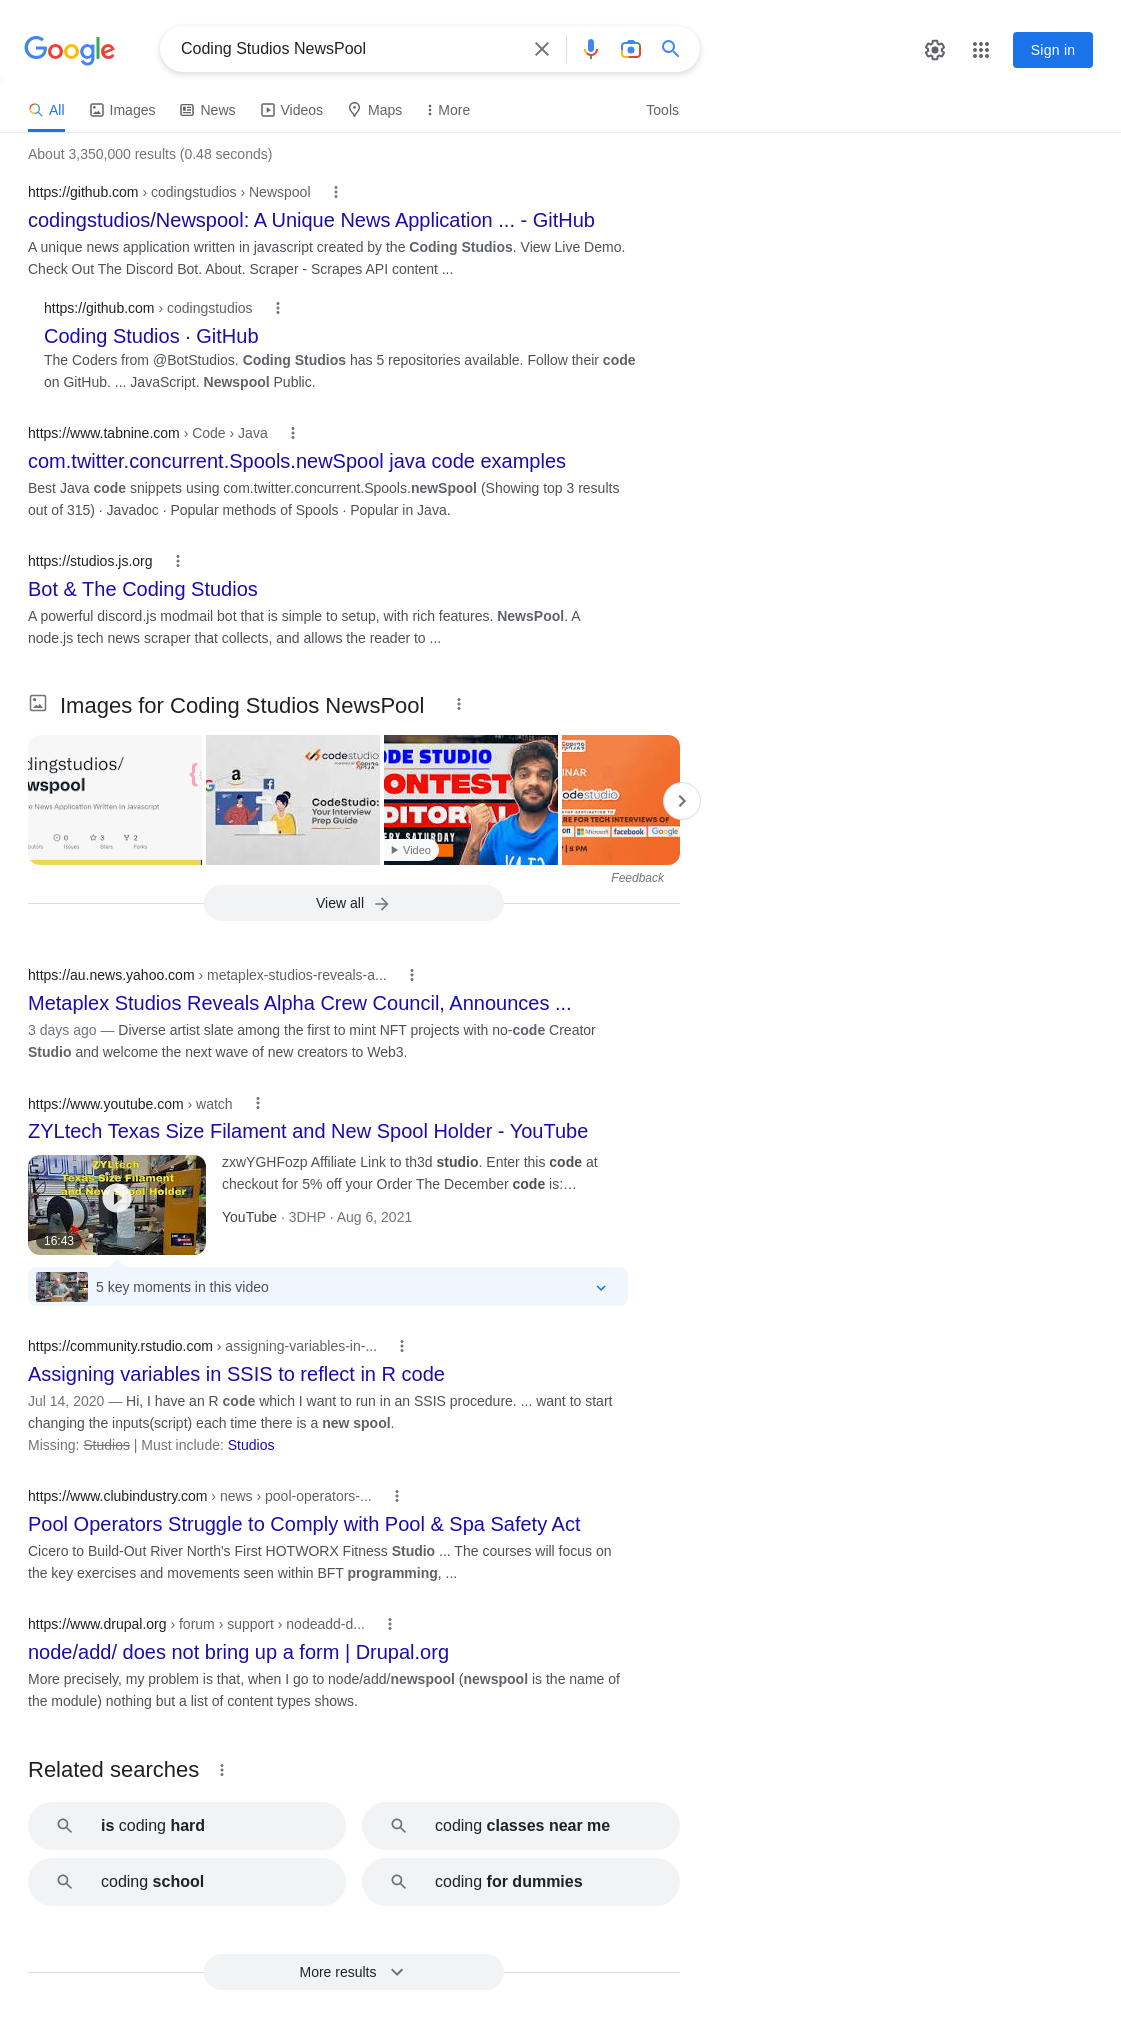 Google
Coding Studios NewsPool
Sign in
All
Images
News
Videos
Maps
More
Tools
About 3,350,000 results (0.48 seconds)
https://github.com › codingstudios › Newspool
codingstudios/Newspool: A Unique News Application ... - GitHub
A unique news application written in javascript created by the Coding Studios. View Live Demo.
Check Out The Discord Bot. About. Scraper - Scrapes API content ...
https://github.com › codingstudios
Coding Studios · GitHub
The Coders from @BotStudios. Coding Studios has 5 repositories available. Follow their code
on GitHub. ... JavaScript. Newspool Public.
https://www.tabnine.com › Code › Java
com.twitter.concurrent.Spools.newSpool java code examples
Best Java code snippets using com.twitter.concurrent.Spools.newSpool (Showing top 3 results
out of 315) · Javadoc · Popular methods of Spools · Popular in Java.
https://studios.js.org
Bot & The Coding Studios
A powerful discord.js modmail bot that is simple to setup, with rich features. NewsPool. A
node.js tech news scraper that collects, and allows the reader to ...
Images for Coding Studios NewsPool
dingstudios/
wspool
e News Application Written In Javascript
0
3
2
Issues
Stars
Forks
codestudio
CodeStudio:
Your Interview
Prep Guide
ODE STUDIO
ONTEST
DITORIAL
ERY SATURDAY
Video
INAR
odestudio
RE FOR TECH INTERVIEWS OF
on Microsoft facebook Google
| 8 PM
Feedback
View all
https://au.news.yahoo.com › metaplex-studios-reveals-a...
Metaplex Studios Reveals Alpha Crew Council, Announces ...
3 days ago — Diverse artist slate among the first to mint NFT projects with no-code Creator
Studio and welcome the next wave of new creators to Web3.
https://www.youtube.com › watch
ZYLtech Texas Size Filament and New Spool Holder - YouTube
ZYLtech
Texas Size Filament
and New Spool Holder
16:43
zxwYGHFozp Affiliate Link to th3d studio. Enter this code at
checkout for 5% off your Order The December code is:…
YouTube · 3DHP · Aug 6, 2021
5 key moments in this video
https://community.rstudio.com › assigning-variables-in-...
Assigning variables in SSIS to reflect in R code
Jul 14, 2020 — Hi, I have an R code which I want to run in an SSIS procedure. ... want to start
changing the inputs(script) each time there is a new spool.
Missing: Studios | Must include: Studios
https://www.clubindustry.com › news › pool-operators-...
Pool Operators Struggle to Comply with Pool & Spa Safety Act
Cicero to Build-Out River North's First HOTWORX Fitness Studio ... The courses will focus on
the key exercises and movements seen within BFT programming, ...
https://www.drupal.org › forum › support › nodeadd-d...
node/add/ does not bring up a form | Drupal.org
More precisely, my problem is that, when I go to node/add/newspool (newspool is the name of
the module) nothing but a list of content types shows.
Related searches
is coding hard
coding classes near me
coding school
coding for dummies
More results